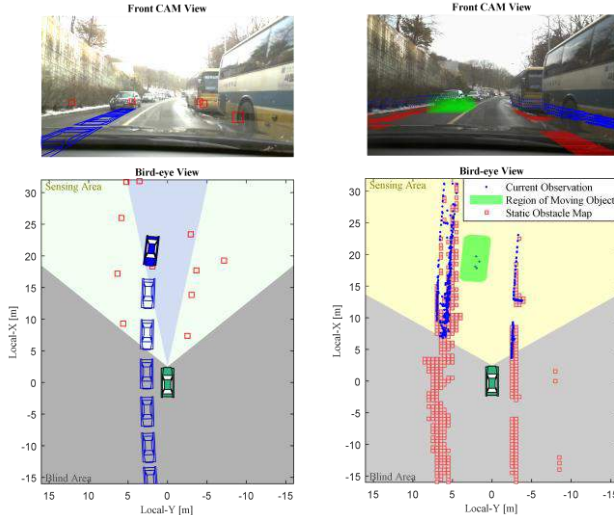 Front CAM View
Bird-eye View
Sensing Area
Blind Area
30
25
20
15
10
5
0
-5
-10
-15
Local-X [m]
15
10
5
0
-5
-10
-15
Local-Y [m]
Front CAM View
Bird-eye View
Sensing Area
Current Observation
Region of Moving Object
Static Obstacle Map
Blind Area
30
25
20
15
10
5
0
-5
-10
-15
Local-X [m]
15
10
5
0
-5
-10
-15
Local-Y [m]